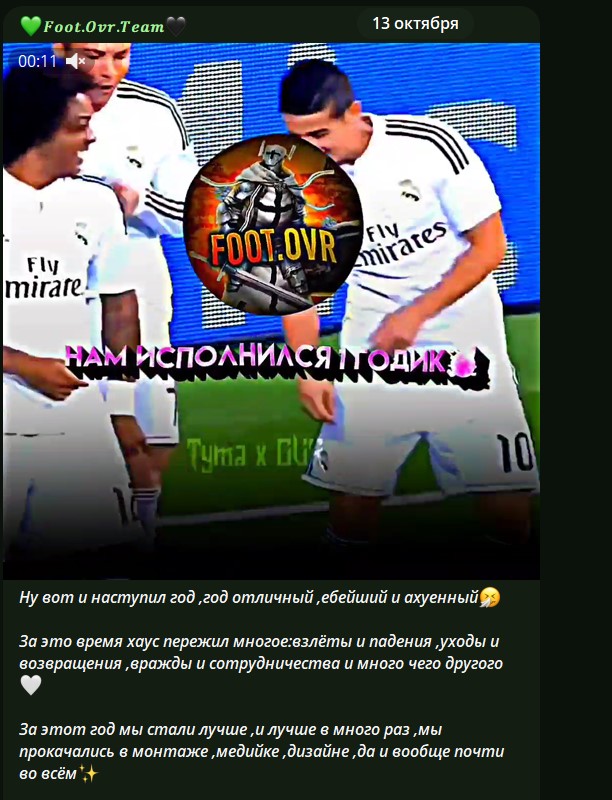 💚Foot.Ovr.Team🖤
13 октября
00:11
Fly
mirate
Fly
mirates
FOOT.OVR
НАМ ИСПОЛНИЛСЯ 1 ГОДИК
Tyma x
10
Ну вот и наступил год ,год отличный ,ебейший и ахуенный🤧
За это время хаус пережил многое:взлёты и падения ,уходы и
возвращения ,вражды и сотрудничества и много чего другого
🤍
За этот год мы стали лучше ,и лучше в много раз ,мы
прокачались в монтаже ,медийке ,дизайне ,да и вообще почти
во всём✨